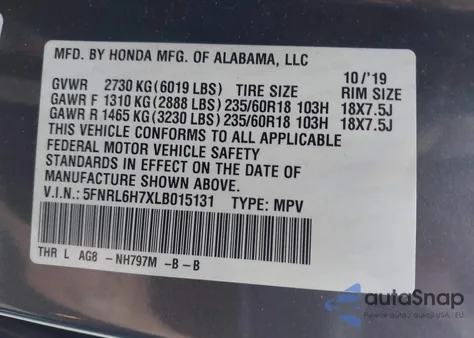 MFD. BY HONDA MFG. OF ALABAMA, LLC
10/'19
GVWR 2730 KG(6019 LBS) TIRE SIZE RIM SIZE
GAWR F 1310 KG(2888 LBS) 235/60R18 103H 18X7.5J
GAWR R 1465 KG(3230 LBS) 235/60R18 103H 18X7.5J
THIS VEHICLE CONFORMS TO ALL APPLICABLE
FEDERAL MOTOR VEHICLE SAFETY
STANDARDS IN EFFECT ON THE DATE OF
MANUFACTURE SHOWN ABOVE.
V.I.N: 5FNRL6H7XLB015131 TYPE: MPV
THR L AG8 -NH797M -B -B
autoSnap